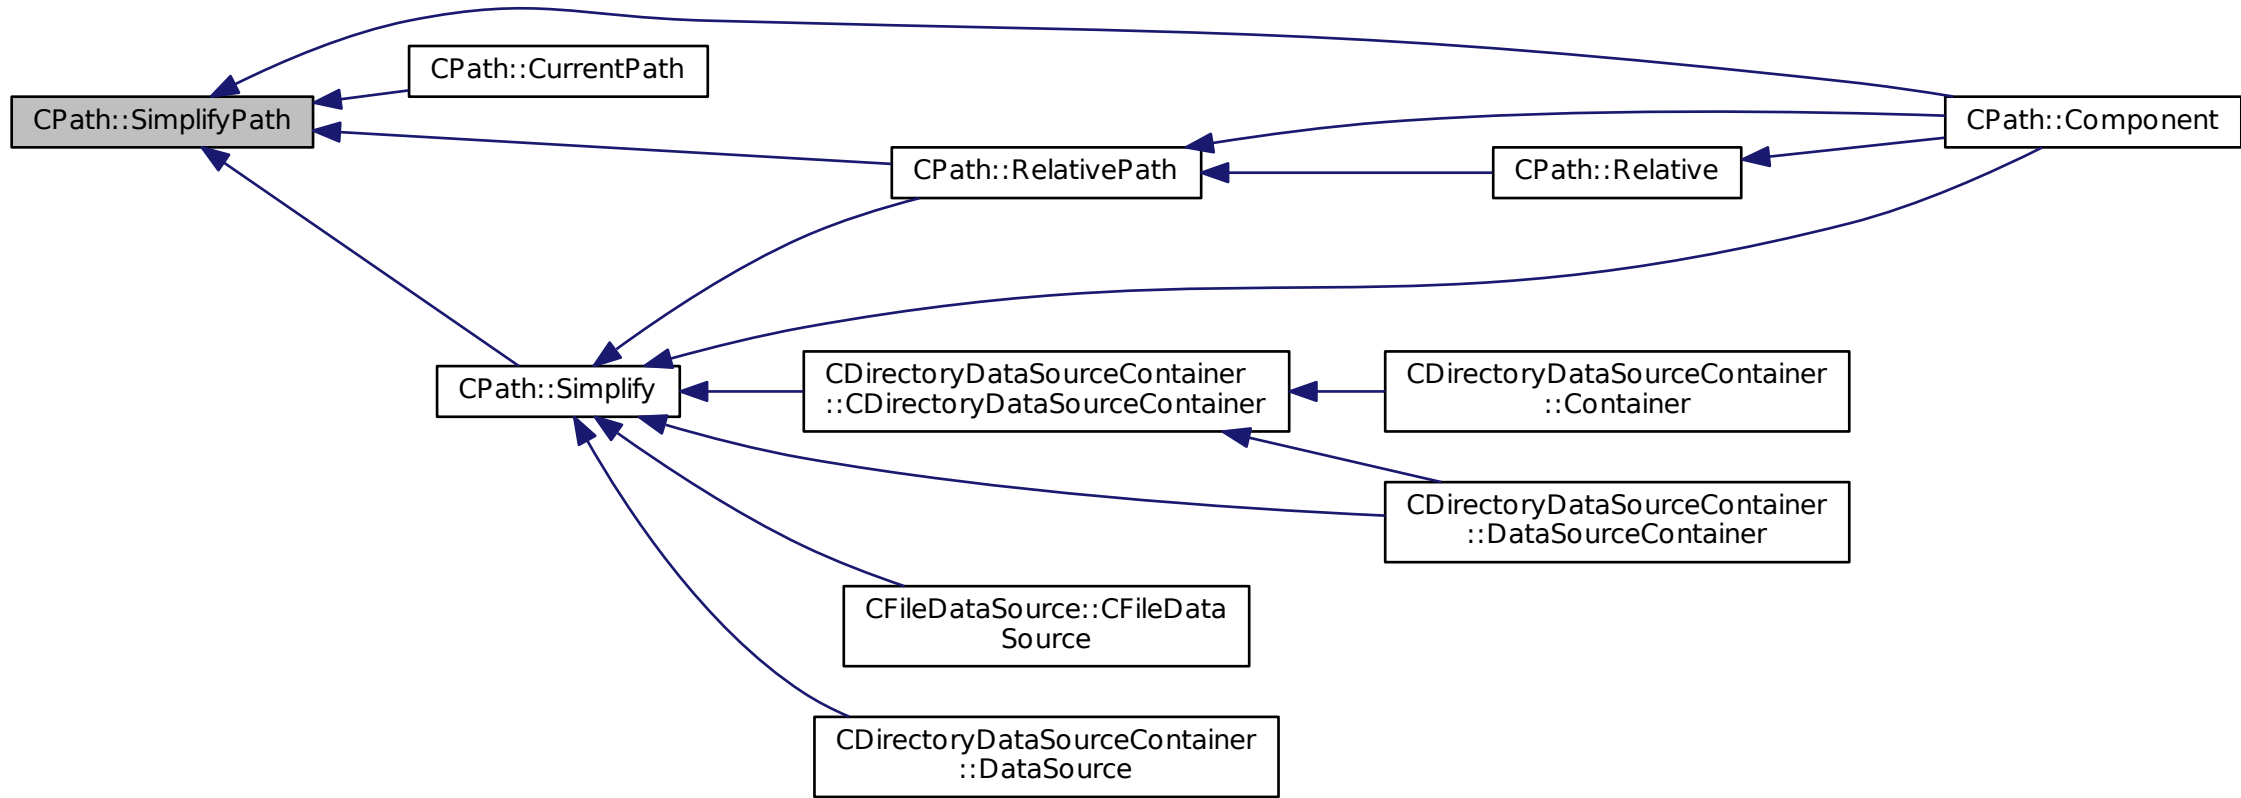 CPath::CurrentPath
CPath::SimplifyPath
CPath::Component
CPath::RelativePath
CPath::Relative
CPath::Simplify
CDirectoryDataSourceContainer
::CDirectoryDataSourceContainer
CDirectoryDataSourceContainer
::Container
CDirectoryDataSourceContainer
::DataSourceContainer
CFileDataSource::CFileData
Source
CDirectoryDataSourceContainer
::DataSource